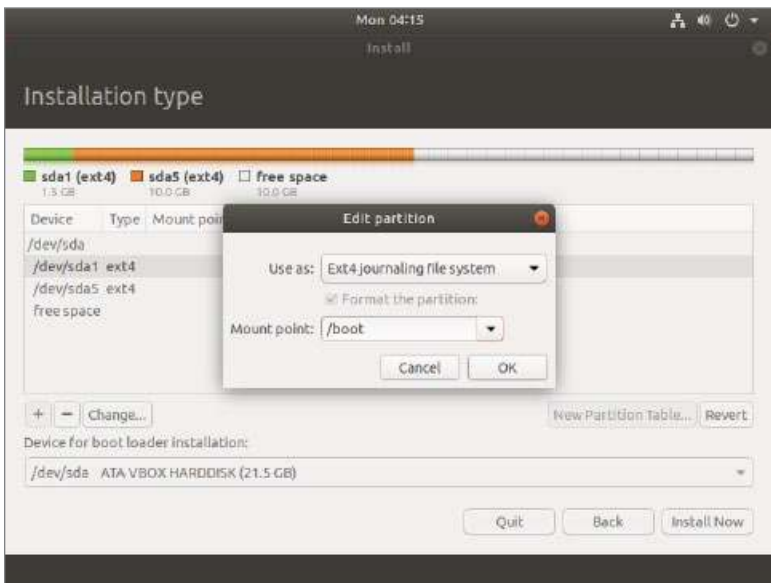 Mon 04:15
Install
Installation type
sda1 (ext4) sda5 (ext4) free space
1.5 GB 10.0 GB 10.0 GB
Edit partition
Device Type Mount poin
/dev/sda
Use as: Ext4 journaling file system
/dev/sda1 ext4
/dev/sda5 ext4
Format the partition:
free space
Mount point: /boot
Cancel OK
+ − Change... New Partition Table... Revert
Device for boot loader installation:
/dev/sda ATA VBOX HARDDISK (21.5 GB)
Quit Back Install Now